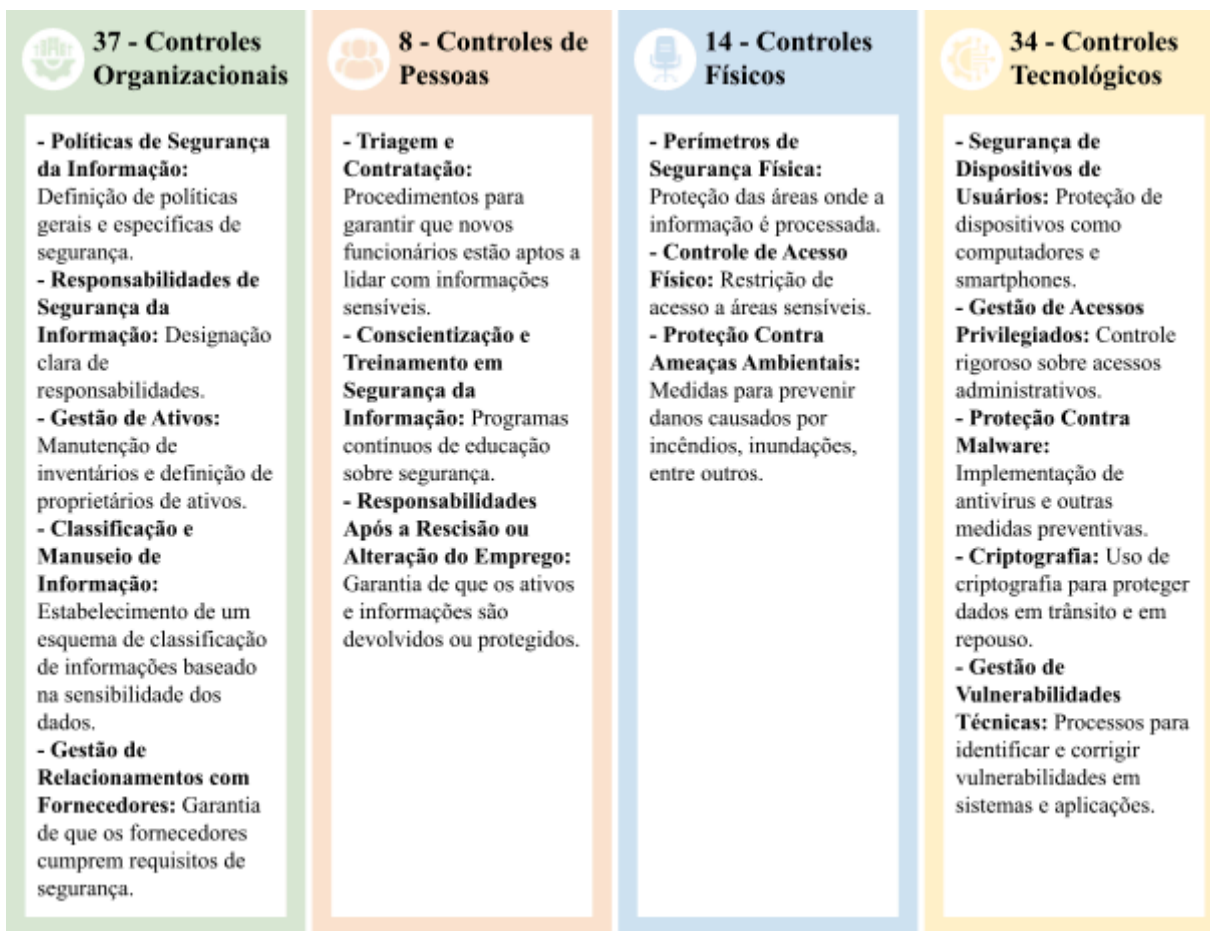 37 - Controles
Organizacionais
- Políticas de Segurança
da Informação:
Definição de políticas
gerais e específicas de
segurança.
- Responsabilidades de
Segurança da
Informação: Designação
clara de
responsabilidades.
- Gestão de Ativos:
Manutenção de
inventários e definição de
proprietários de ativos.
- Classificação e
Manuseio de
Informação:
Estabelecimento de um
esquema de classificação
de informações baseado
na sensibilidade dos
dados.
- Gestão de
Relacionamentos com
Fornecedores: Garantia
de que os fornecedores
cumprem requisitos de
segurança.
8 - Controles de
Pessoas
- Triagem e
Contratação:
Procedimentos para
garantir que novos
funcionários estão aptos a
lidar com informações
sensíveis.
- Conscientização e
Treinamento em
Segurança da
Informação: Programas
contínuos de educação
sobre segurança.
- Responsabilidades
Após a Rescisão ou
Alteração do Emprego:
Garantia de que os ativos
e informações são
devolvidos ou protegidos.
14 - Controles
Físicos
- Perímetros de
Segurança Física:
Proteção das áreas onde a
informação é processada.
- Controle de Acesso
Físico: Restrição de
acesso a áreas sensíveis.
- Proteção Contra
Ameaças Ambientais:
Medidas para prevenir
danos causados por
incêndios, inundações,
entre outros.
34 - Controles
Tecnológicos
- Segurança de
Dispositivos de
Usuários: Proteção de
dispositivos como
computadores e
smartphones.
- Gestão de Acessos
Privilegiados: Controle
rigoroso sobre acessos
administrativos.
- Proteção Contra
Malware:
Implementação de
antivírus e outras
medidas preventivas.
- Criptografia: Uso de
criptografia para proteger
dados em trânsito e em
repouso.
- Gestão de
Vulnerabilidades
Técnicas: Processos para
identificar e corrigir
vulnerabilidades em
sistemas e aplicações.